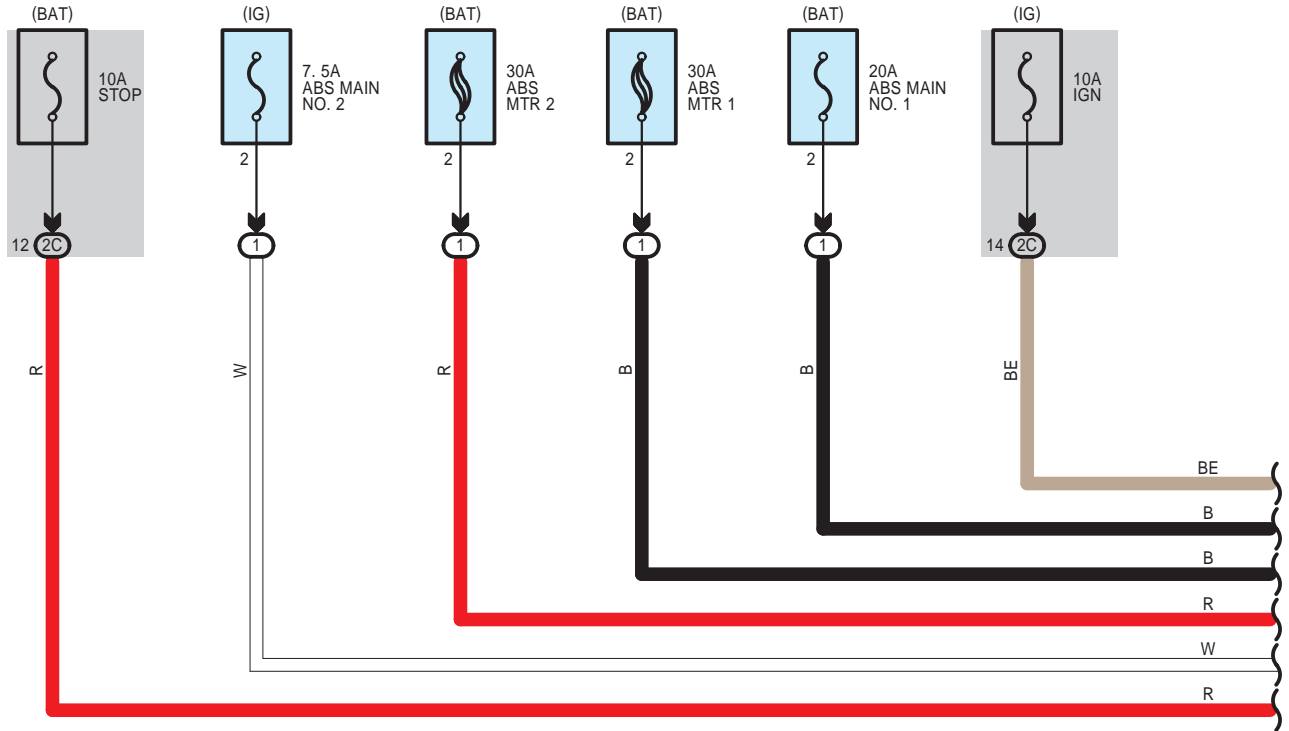 (BAT) (IG) (BAT) (BAT) (BAT) (IG)
10A
STOP
7. 5A
ABS MAIN
NO. 2
30A
ABS
MTR 2
30A
ABS
MTR 1
20A
ABS MAIN
NO. 1
10A
IGN
2 2 2 2
12 2C 1 1 1 1 14 2C
R W R B B BE
BE
B
B
R
W
R